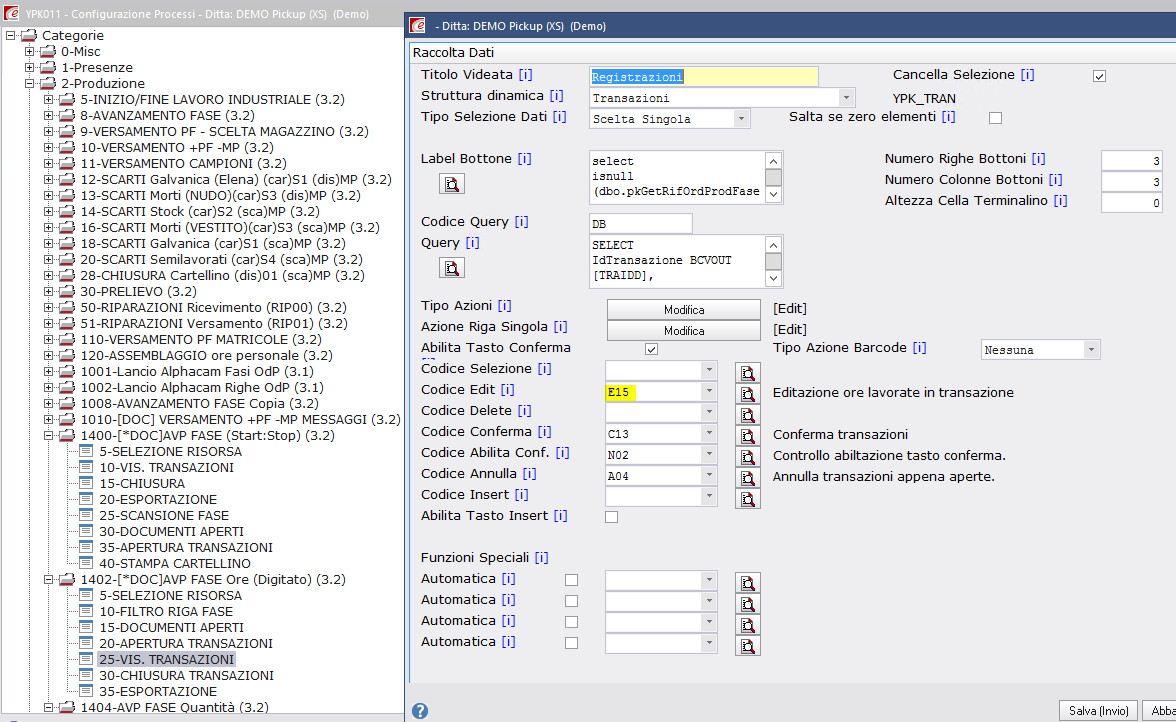 YPK011 - Configurazione Processi - Ditta: DEMO Pickup (XS) (Demo)
Categorie
0-Misc
1-Presenze
2-Produzione
5-INIZIO/FINE LAVORO INDUSTRIALE (3.2)
8-AVANZAMENTO FASE (3.2)
9-VERSAMENTO PF - SCELTA MAGAZZINO (3.2)
10-VERSAMENTO +PF -MP (3.2)
11-VERSAMENTO CAMPIONI (3.2)
12-SCARTI Galvanica (Elena) (car)S1 (dis)MP (3.2)
13-SCARTI Morti (NUDO)(car)S3 (dis)MP (3.2)
14-SCARTI Stock (car)S2 (sca)MP (3.2)
16-SCARTI Morti (VESTITO)(car)S3 (sca)MP (3.2)
18-SCARTI Galvanica (car)S1 (sca)MP (3.2)
20-SCARTI Semilavorati (car)S4 (sca)MP (3.2)
28-CHIUSURA Cartellino (dis)01 (sca)MP (3.2)
30-PRELIEVO (3.2)
50-RIPARAZIONI Ricevimento (RIP00) (3.2)
51-RIPARAZIONI Versamento (RIP01) (3.2)
110-VERSAMENTO PF MATRICOLE (3.2)
120-ASSEMBLAGGIO ore personale (3.2)
1001-Lancio Alphacam Fasi OdP (3.1)
1002-Lancio Alphacam Righe OdP (3.1)
1008-AVANZAMENTO FASE Copia (3.2)
1010-[DOC] VERSAMENTO +PF -MP MESSAGGI (3.2)
1400-[*DOC]AVP FASE (Start:Stop) (3.2)
5-SELEZIONE RISORSA
10-VIS. TRANSAZIONI
15-CHIUSURA
20-ESPORTAZIONE
25-SCANSIONE FASE
30-DOCUMENTI APERTI
35-APERTURA TRANSAZIONI
40-STAMPA CARTELLINO
1402-[*DOC]AVP FASE Ore (Digitato) (3.2)
5-SELEZIONE RISORSA
10-FILTRO RIGA FASE
15-DOCUMENTI APERTI
20-APERTURA TRANSAZIONI
25-VIS. TRANSAZIONI
30-CHIUSURA TRANSAZIONI
35-ESPORTAZIONE
1404-AVP FASE Quantità (3.2)
- Ditta: DEMO Pickup (XS) (Demo)
Raccolta Dati
Titolo Videata [i] Registrazioni Cancella Selezione [i]
Struttura dinamica [i] Transazioni YPK_TRAN
Tipo Selezione Dati [i] Scelta Singola Salta se zero elementi [i]
Label Bottone [i] select Numero Righe Bottoni [i] 3
isnull Numero Colonne Bottoni [i] 3
(dbo.pkGetRifOrdProdFase Altezza Cella Terminalino [i] 0
Codice Query [i] DB
Query [i] SELECT
IdTransazione BCVOUT
[TRAIDD],
Tipo Azioni [i] Modifica [Edit]
Azione Riga Singola [i] Modifica [Edit]
Abilita Tasto Conferma Tipo Azione Barcode [i] Nessuna
Codice Selezione [i]
Codice Edit [i] E15 Editazione ore lavorate in transazione
Codice Delete [i]
Codice Conferma [i] C13 Conferma transazioni
Codice Abilita Conf. [i] N02 Controllo abiltazione tasto conferma.
Codice Annulla [i] A04 Annulla transazioni appena aperte.
Codice Insert [i]
Abilita Tasto Insert [i]
Funzioni Speciali [i]
Automatica [i]
Automatica [i]
Automatica [i]
Automatica [i]
? Salva (Invio) Abba